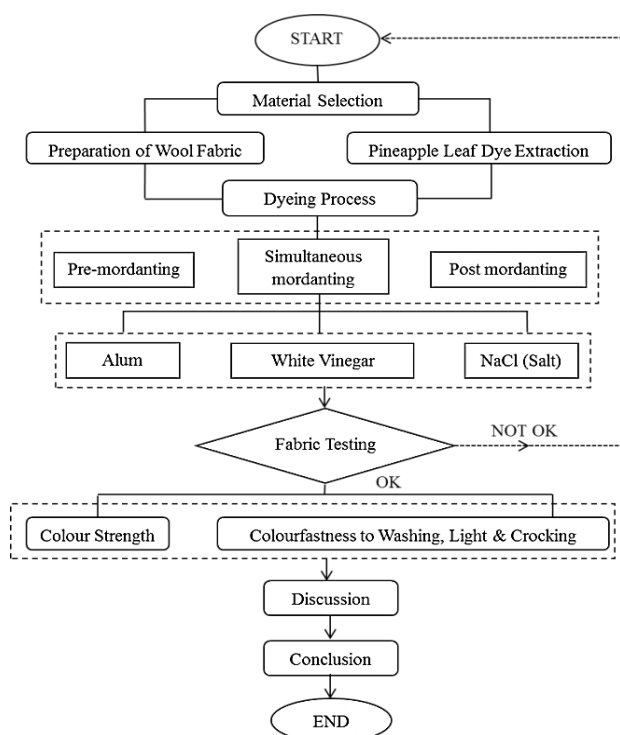 START
Material Selection
Preparation of Wool Fabric
Pineapple Leaf Dye Extraction
Dyeing Process
Pre-mordanting
Simultaneous
mordanting
Post mordanting
Alum
White Vinegar
NaCl (Salt)
Fabric Testing
NOT OK
OK
Colour Strength
Colourfastness to Washing, Light & Crocking
Discussion
Conclusion
END